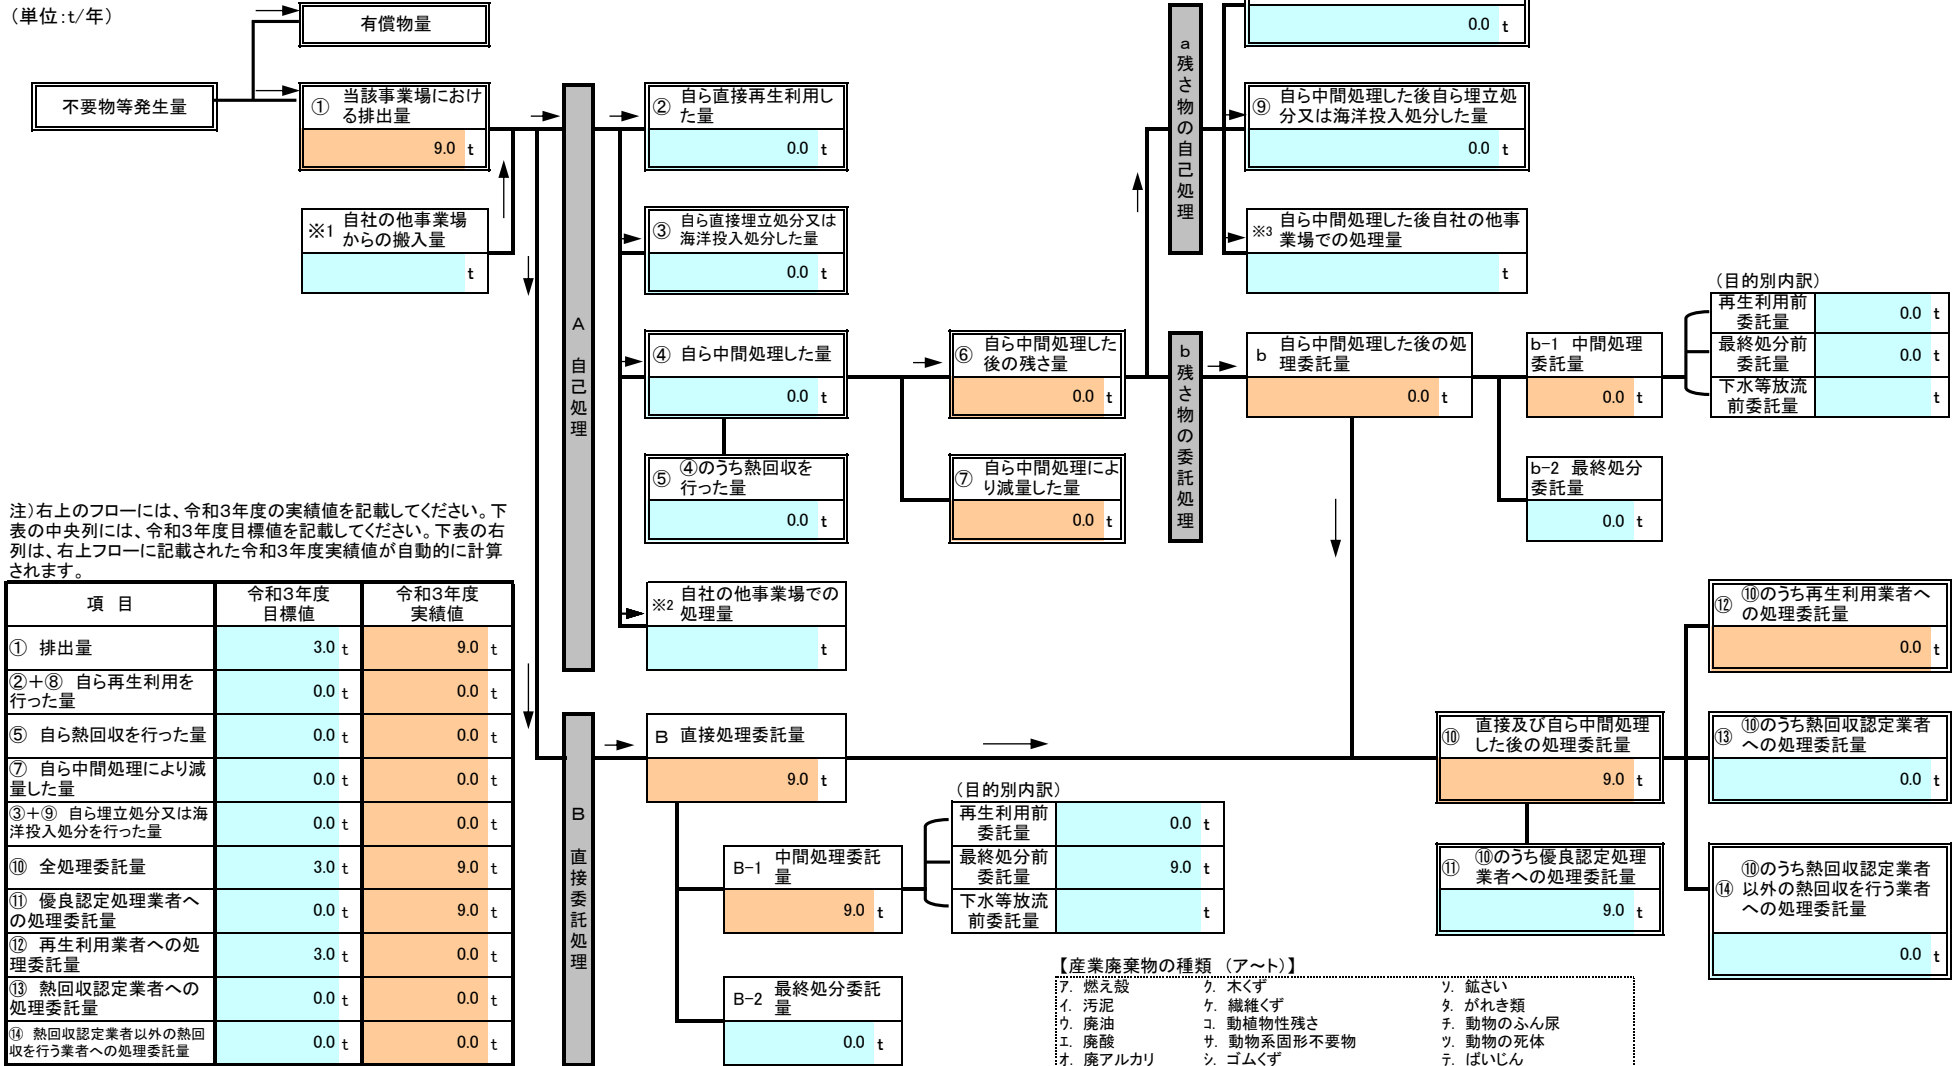 （単位：t/年）
有償物量
不要物等発生量
① 当該事業場におけ
る排出量
9.0 t
※1 自社の他事業場
からの搬入量
t
A 自己処理
② 自ら直接再生利用し
た量
0.0 t
③ 自ら直接埋立処分又は
海洋投入処分した量
0.0 t
④ 自ら中間処理した量
0.0 t
⑤ ④のうち熱回収を
行った量
0.0 t
※2 自社の他事業場での
処理量
t
⑥ 自ら中間処理した
後の残さ量
0.0 t
⑦ 自ら中間処理によ
り減量した量
0.0 t
a 残さ物の自己処理
0.0 t
⑨ 自ら中間処理した後自ら埋立処
分又は海洋投入処分した量
0.0 t
※3 自ら中間処理した後自社の他事
業場での処理量
t
b 残さ物の委託処理
b 自ら中間処理した後の処
理委託量
0.0 t
b-1 中間処理
委託量
0.0 t
b-2 最終処分
委託量
0.0 t
（目的別内訳）
再生利用前
委託量
0.0 t
最終処分前
委託量
0.0 t
下水等放流
前委託量
t
注）右上のフローには、令和3年度の実績値を記載してください。下
表の中央列には、令和3年度目標値を記載してください。下表の右
列は、右上フローに記載された令和3年度実績値が自動的に計算
されます。
項 目 令和3年度 目標値 令和3年度 実績値
① 排出量 3.0 t 9.0 t
②＋⑧ 自ら再生利用を
行った量 0.0 t 0.0 t
⑤ 自ら熱回収を行った量 0.0 t 0.0 t
⑦ 自ら中間処理により減
量した量 0.0 t 0.0 t
③＋⑨ 自ら埋立処分又は海
洋投入処分を行った量 0.0 t 0.0 t
⑩ 全処理委託量 3.0 t 9.0 t
⑪ 優良認定処理業者へ
の処理委託量 0.0 t 9.0 t
⑫ 再生利用業者への処
理委託量 3.0 t 0.0 t
⑬ 熱回収認定業者への
処理委託量 0.0 t 0.0 t
⑭ 熱回収認定業者以外の熱回
収を行う業者への処理委託量 0.0 t 0.0 t
B 直接委託処理
B 直接処理委託量
9.0 t
B-1 中間処理委託
量
9.0 t
B-2 最終処分委託
量
0.0 t
（目的別内訳）
再生利用前
委託量
0.0 t
最終処分前
委託量
9.0 t
下水等放流
前委託量
t
⑩ 直接及び自ら中間処理
した後の処理委託量
9.0 t
⑪ ⑩のうち優良認定処理
業者への処理委託量
9.0 t
⑫ ⑩のうち再生利用業者へ
の処理委託量
0.0 t
⑬ ⑩のうち熱回収認定業者
への処理委託量
0.0 t
⑭ ⑩のうち熱回収認定業者
以外の熱回収を行う業者
への処理委託量
0.0 t
【産業廃棄物の種類 （ア～ト）】
ア. 燃え殻 ク. 木くず ソ. 鉱さい
イ. 汚泥 ケ. 繊維くず タ. がれき類
ウ. 廃油 コ. 動植物性残さ チ. 動物のふん尿
エ. 廃酸 サ. 動物系固形不要物 ツ. 動物の死体
オ. 廃アルカリ シ. ゴムくず テ. ばいじん